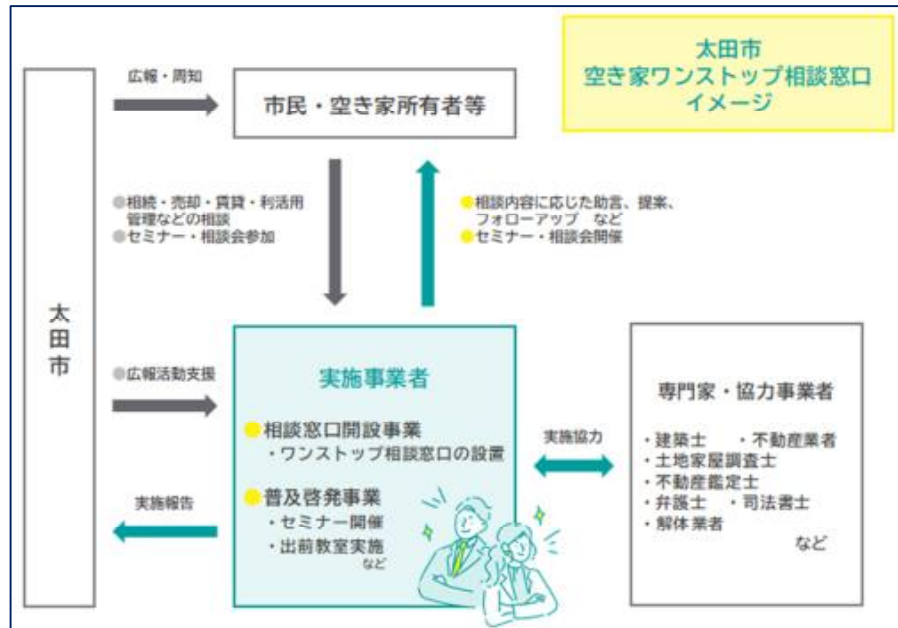 太田市
空き家ワンストップ相談窓口
イメージ
広報・周知
市民・空き家所有者等
●相続・売却・賃貸・利活用
管理などの相談
●セミナー・相談会参加
●相談内容に応じた助言、提案、
フォローアップ など
●セミナー・相談会開催
太田市
●広報活動支援
実施報告
実施事業者
●相談窓口開設事業
・ワンストップ相談窓口の設置
●普及啓発事業
・セミナー開催
・出前教室実施
など
実施協力
専門家・協力事業者
・建築士 ・不動産業者
・土地家屋調査士
・不動産鑑定士
・弁護士 ・司法書士
・解体業者
など